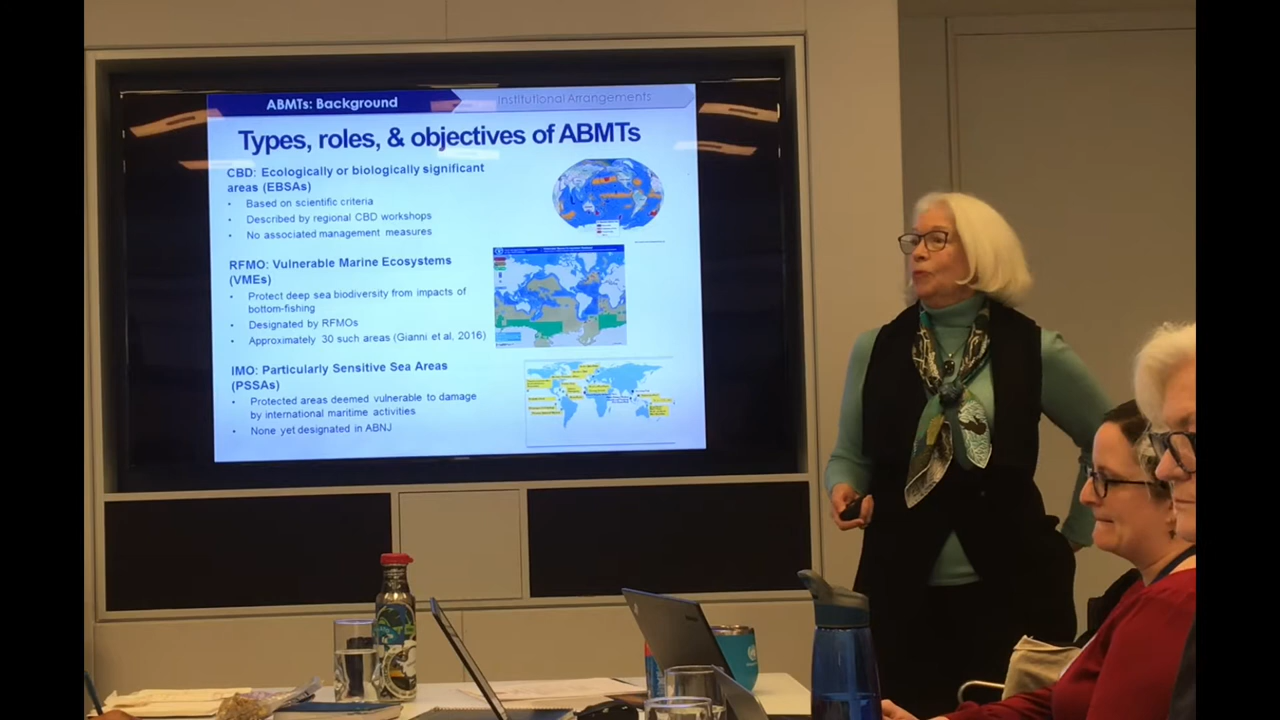 ABMTs: Background
Institutional Arrangements
Types, roles, & objectives of ABMTs
CBD: Ecologically or biologically significant
areas (EBSAs)
• Based on scientific criteria
• Described by regional CBD workshops
• No associated management measures
RFMO: Vulnerable Marine Ecosystems
(VMEs)
• Protect deep sea biodiversity from impacts of
bottom-fishing
• Designated by RFMOs
• Approximately 30 such areas (Gianni et al, 2016)
IMO: Particularly Sensitive Sea Areas
(PSSAs)
• Protected areas deemed vulnerable to damage
by international maritime activities
• None yet designated in ABNJ